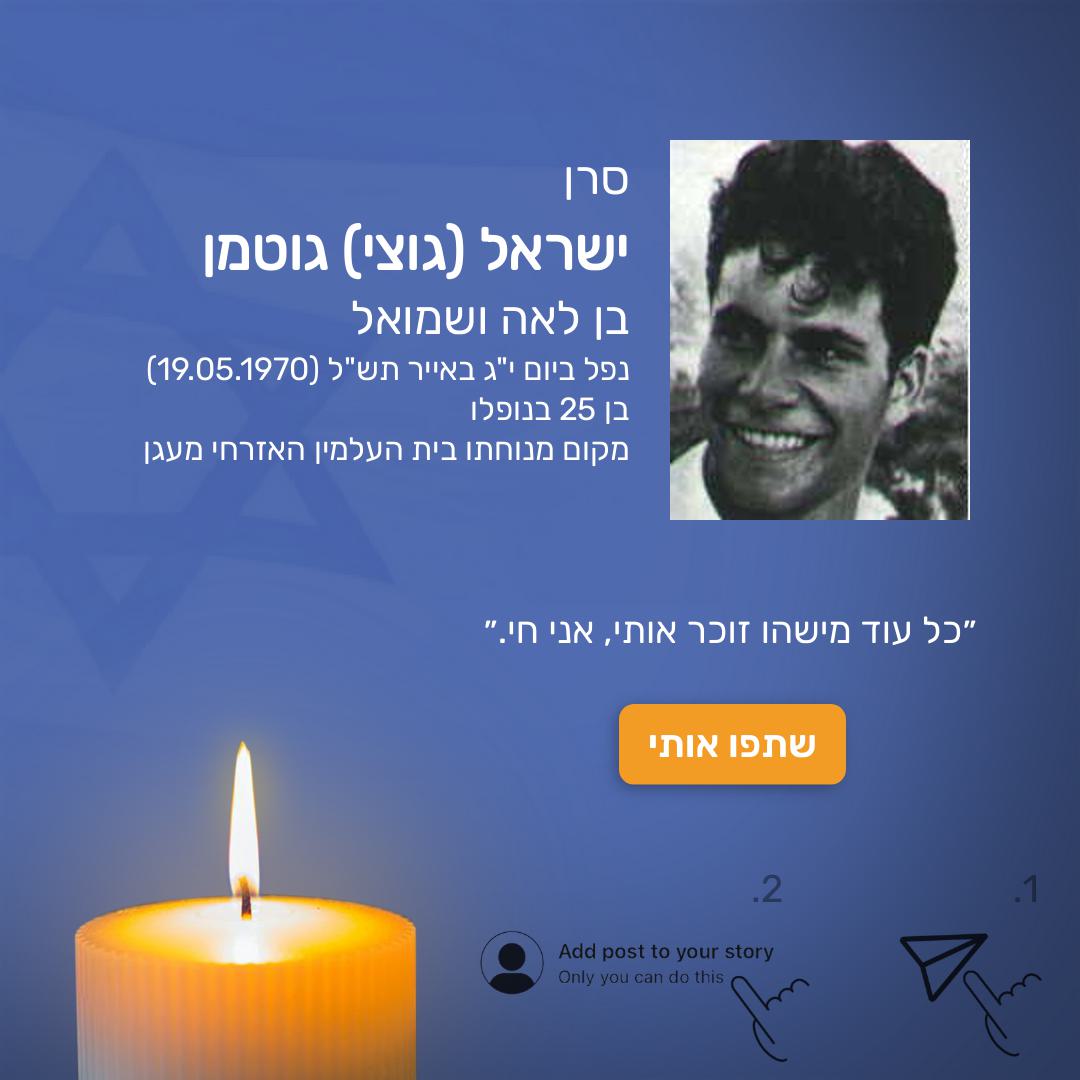 סרן
ישראל (גוצי) גוטמן
בן לאה ושמואל
נפל ביום י"ג באייר תש"ל (19.05.1970)
בן 25 בנופלו
מקום מנוחתו בית העלמין האזרחי מעגן
״כל עוד מישהו זוכר אותי, אני חי.״
שתפו אותי
.1
.2
Add post to your story
Only you can do this